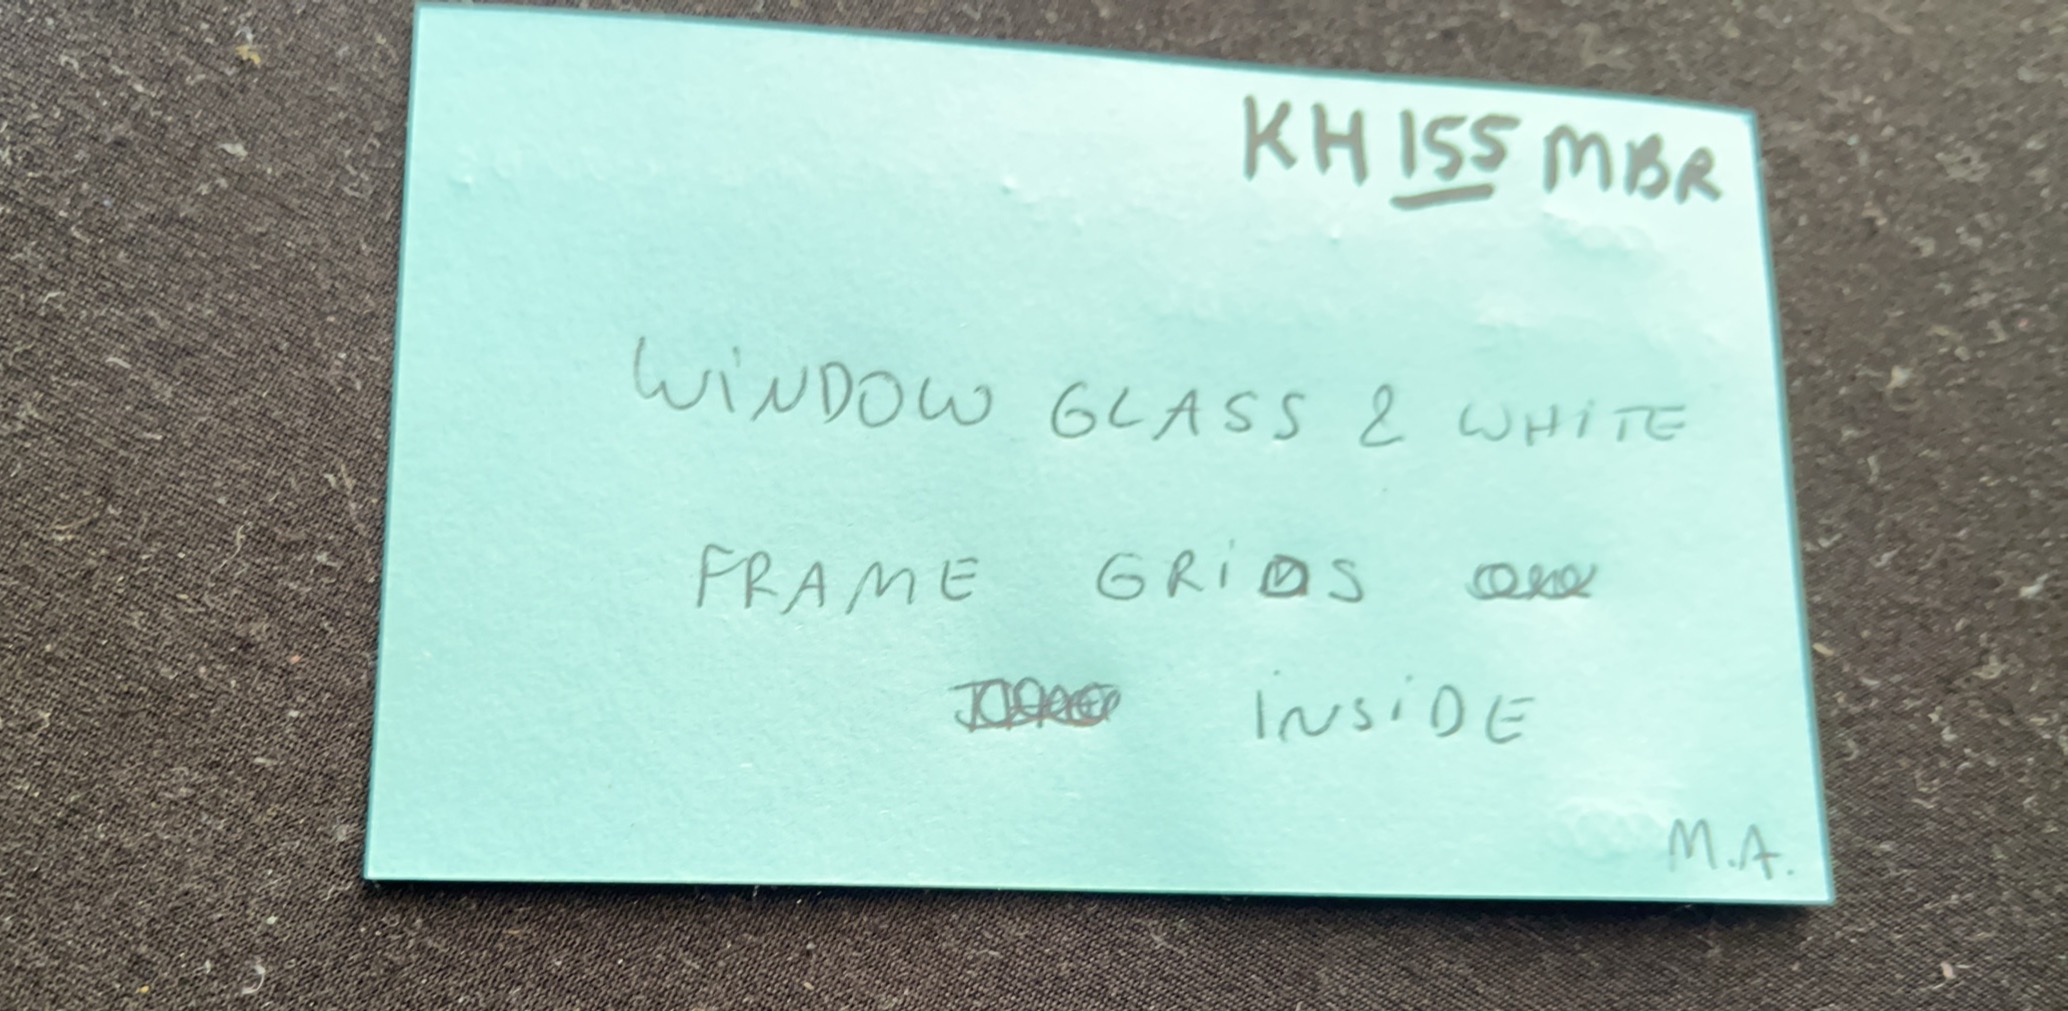 KH 155 MBR
WiNDOW GLASS & WHiTE
FRAME GRiDS
iNSiDE
M.A.